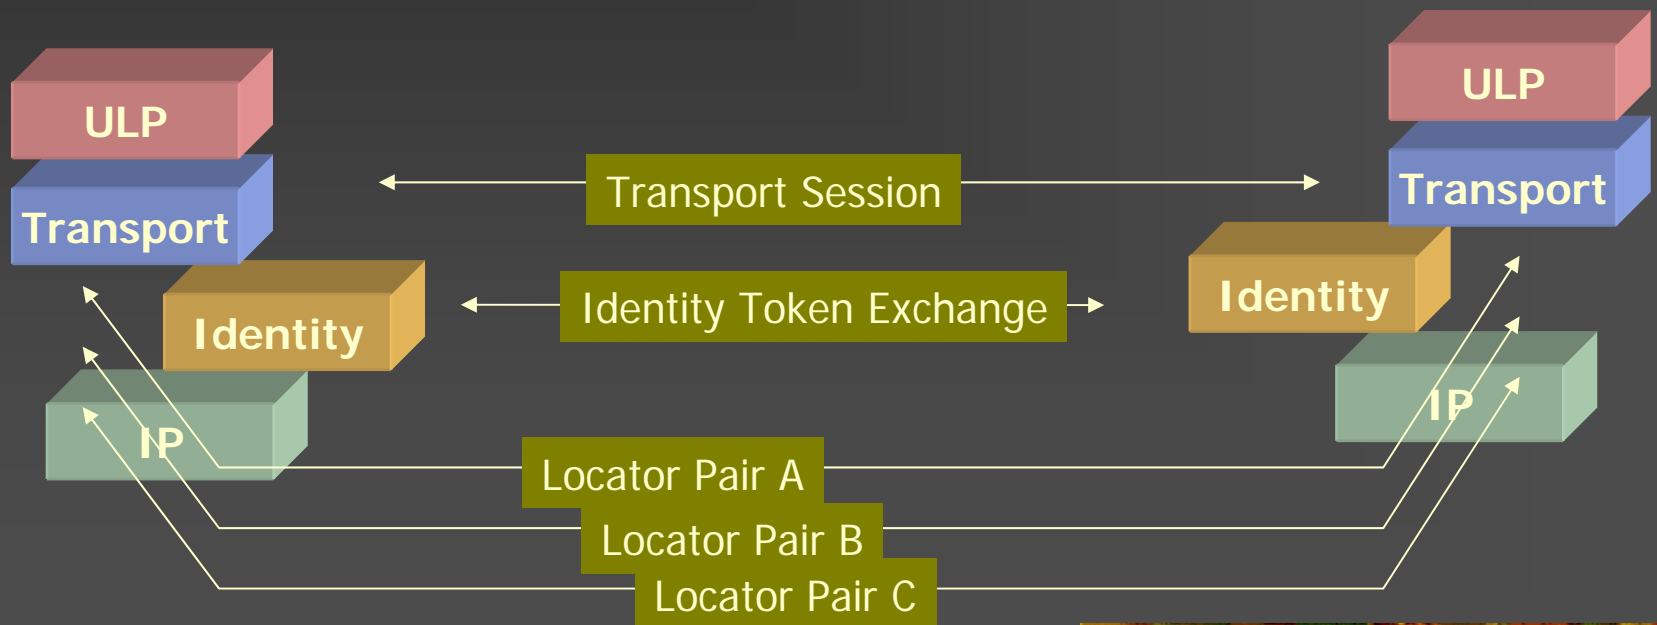 ULP
ULP
Transport
Transport Session
Transport
Identity
Identity Token Exchange
Identity
IP
IP
Locator Pair A
Locator Pair B
Locator Pair C